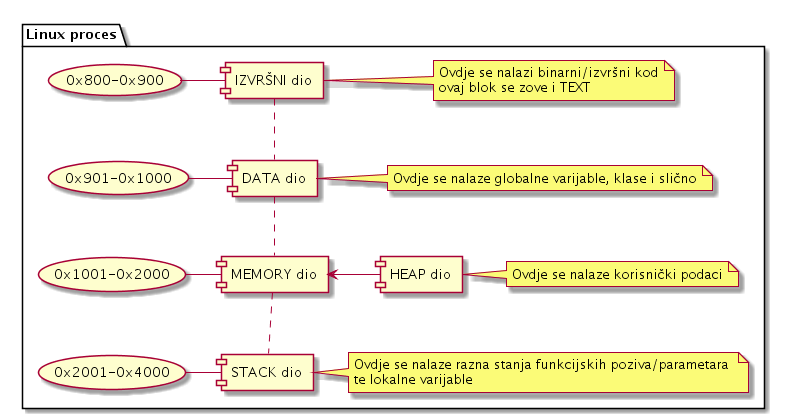 Linux proces
0x800-0x900
IZVRŠNI dio
Ovdje se nalazi binarni/izvršni kod
ovaj blok se zove i TEXT
0x901-0x1000
DATA dio
Ovdje se nalaze globalne varijable, klase i slično
0x1001-0x2000
MEMORY dio
HEAP dio
Ovdje se nalaze korisnički podaci
0x2001-0x4000
STACK dio
Ovdje se nalaze razna stanja funkcijskih poziva/parametara
te lokalne varijable